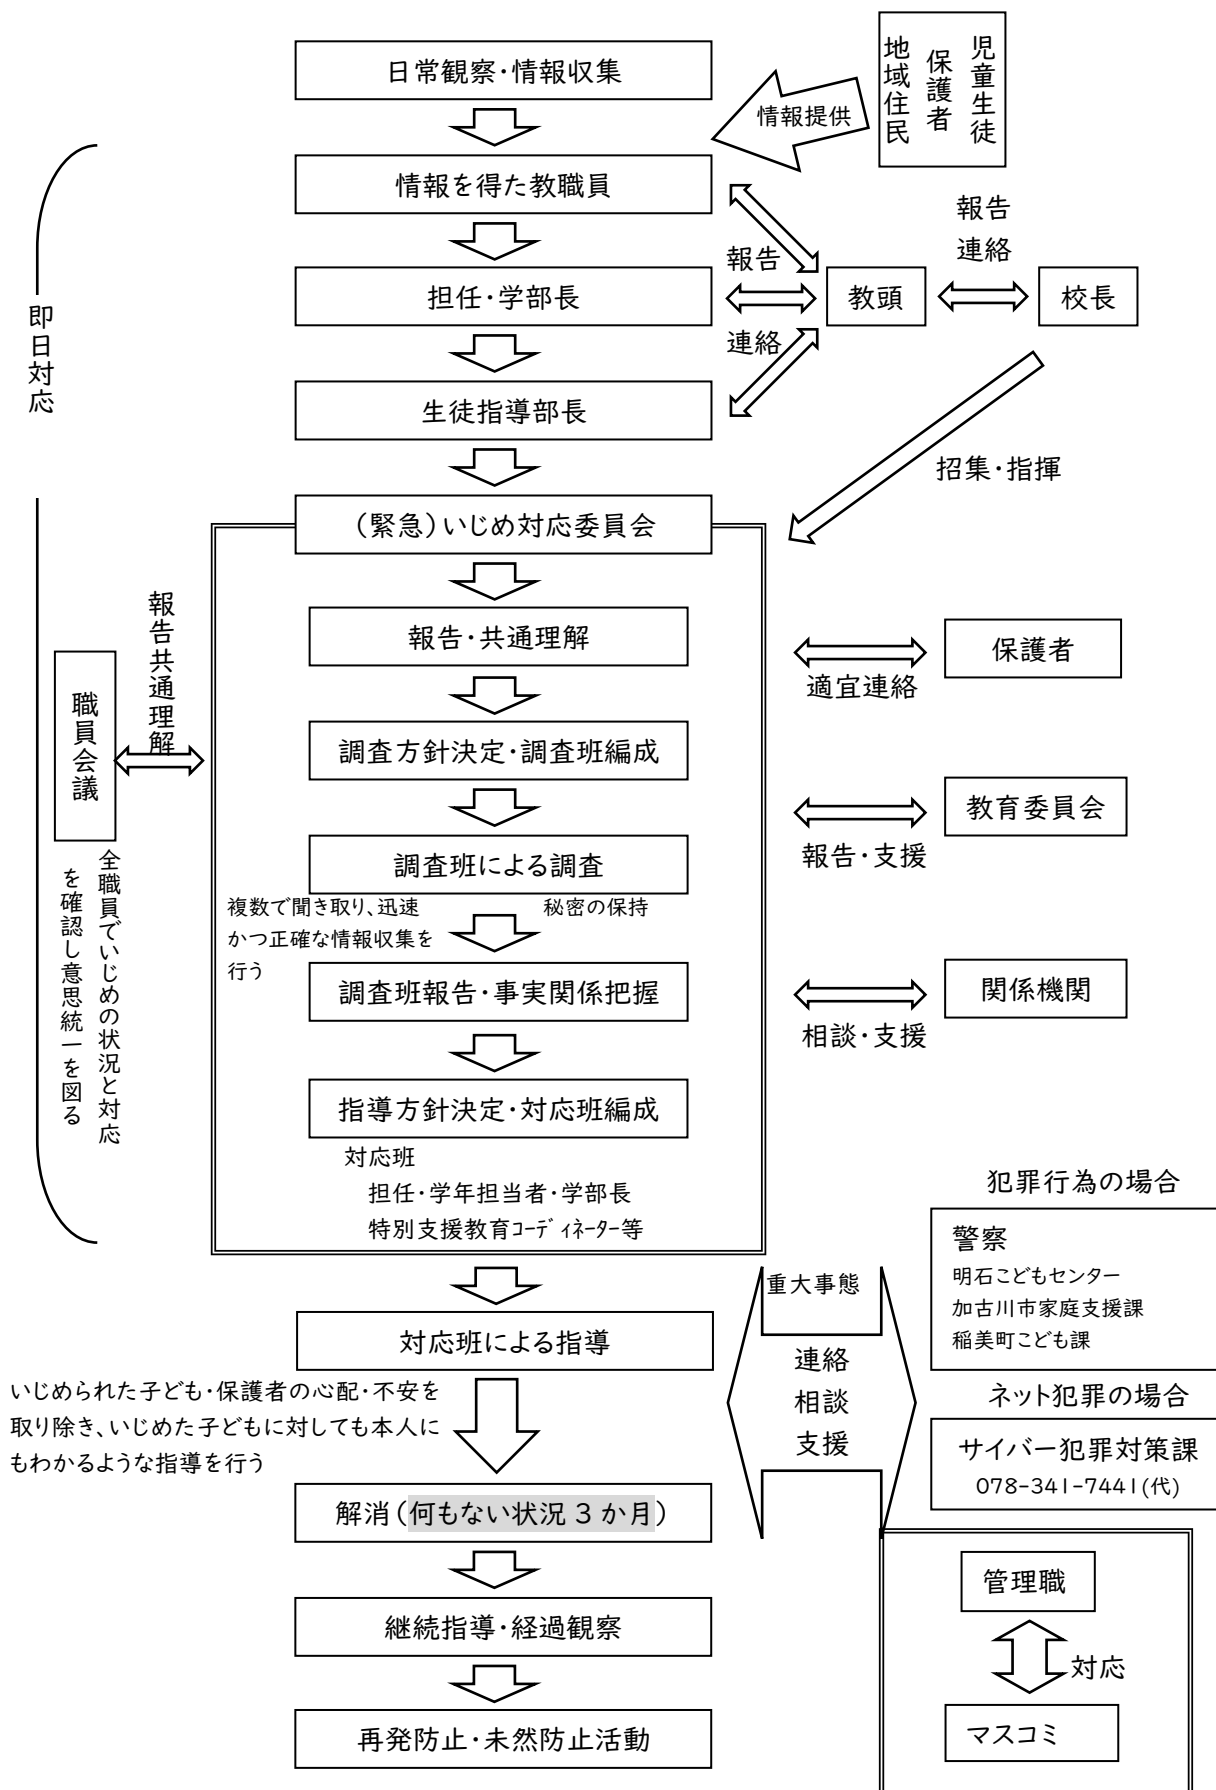 日常観察・情報収集
情報提供
児童生徒
保護者
地域住民
情報を得た教職員
報告
連絡
担任・学部長
報告
連絡
教頭
校長
生徒指導部長
招集・指揮
即日対応
（緊急）いじめ対応委員会
報告・共通理解
保護者
適宜連絡
報告共通理解
職員会議
全職員でいじめの状況と対応
を確認し意思統一を図る
調査方針決定・調査班編成
教育委員会
報告・支援
調査班による調査
複数で聞き取り、迅速
かつ正確な情報収集を
行う
秘密の保持
調査班報告・事実関係把握
関係機関
相談・支援
指導方針決定・対応班編成
対応班
担任・学年担当者・学部長
特別支援教育ｺｰﾃﾞｨﾈｰﾀｰ等
犯罪行為の場合
警察
明石こどもセンター
加古川市家庭支援課
稲美町こども課
重大事態
連絡
相談
支援
対応班による指導
いじめられた子ども・保護者の心配・不安を
取り除き、いじめた子どもに対しても本人に
もわかるような指導を行う
ネット犯罪の場合
サイバー犯罪対策課
078-341-7441(代)
解消（何もない状況 3 か月）
管理職
対応
マスコミ
継続指導・経過観察
再発防止・未然防止活動